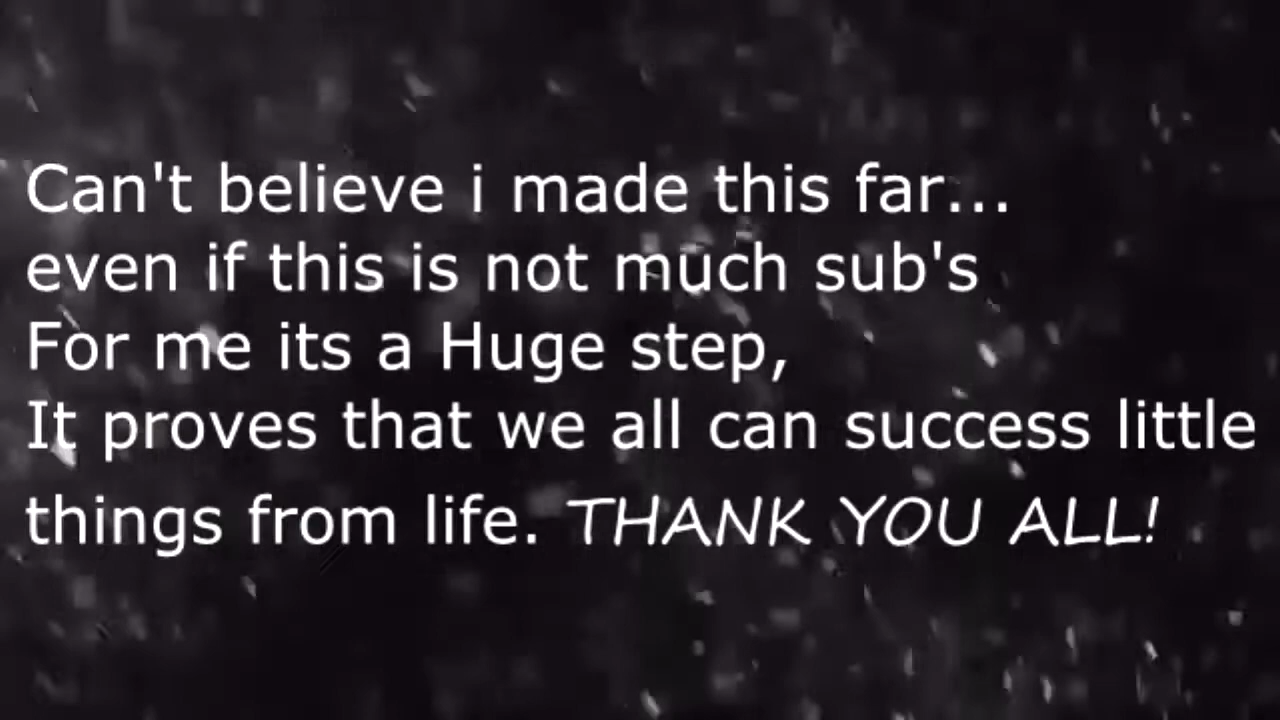 Can't believe i made this far...
even if this is not much sub's
For me its a Huge step,
It proves that we all can success little
things from life. THANK YOU ALL!